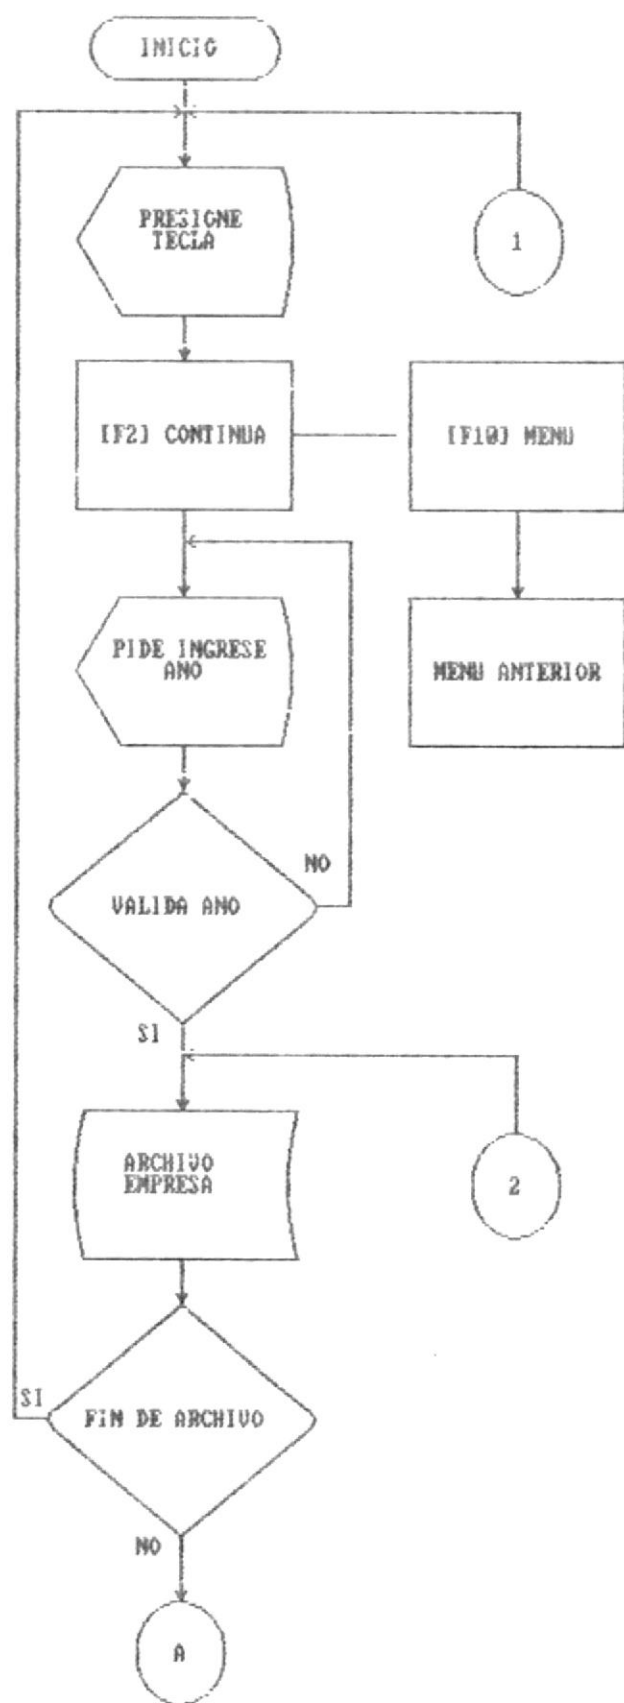 INICIO
PRESIONE
TECLA
1
[F2] CONTINUA
[F10] MENU
PIDE INGRESE
ANO
MENU ANTERIOR
NO
VALIDA ANO
SI
ARCHIVO
EMPRESA
2
SI
FIN DE ARCHIVO
NO
A